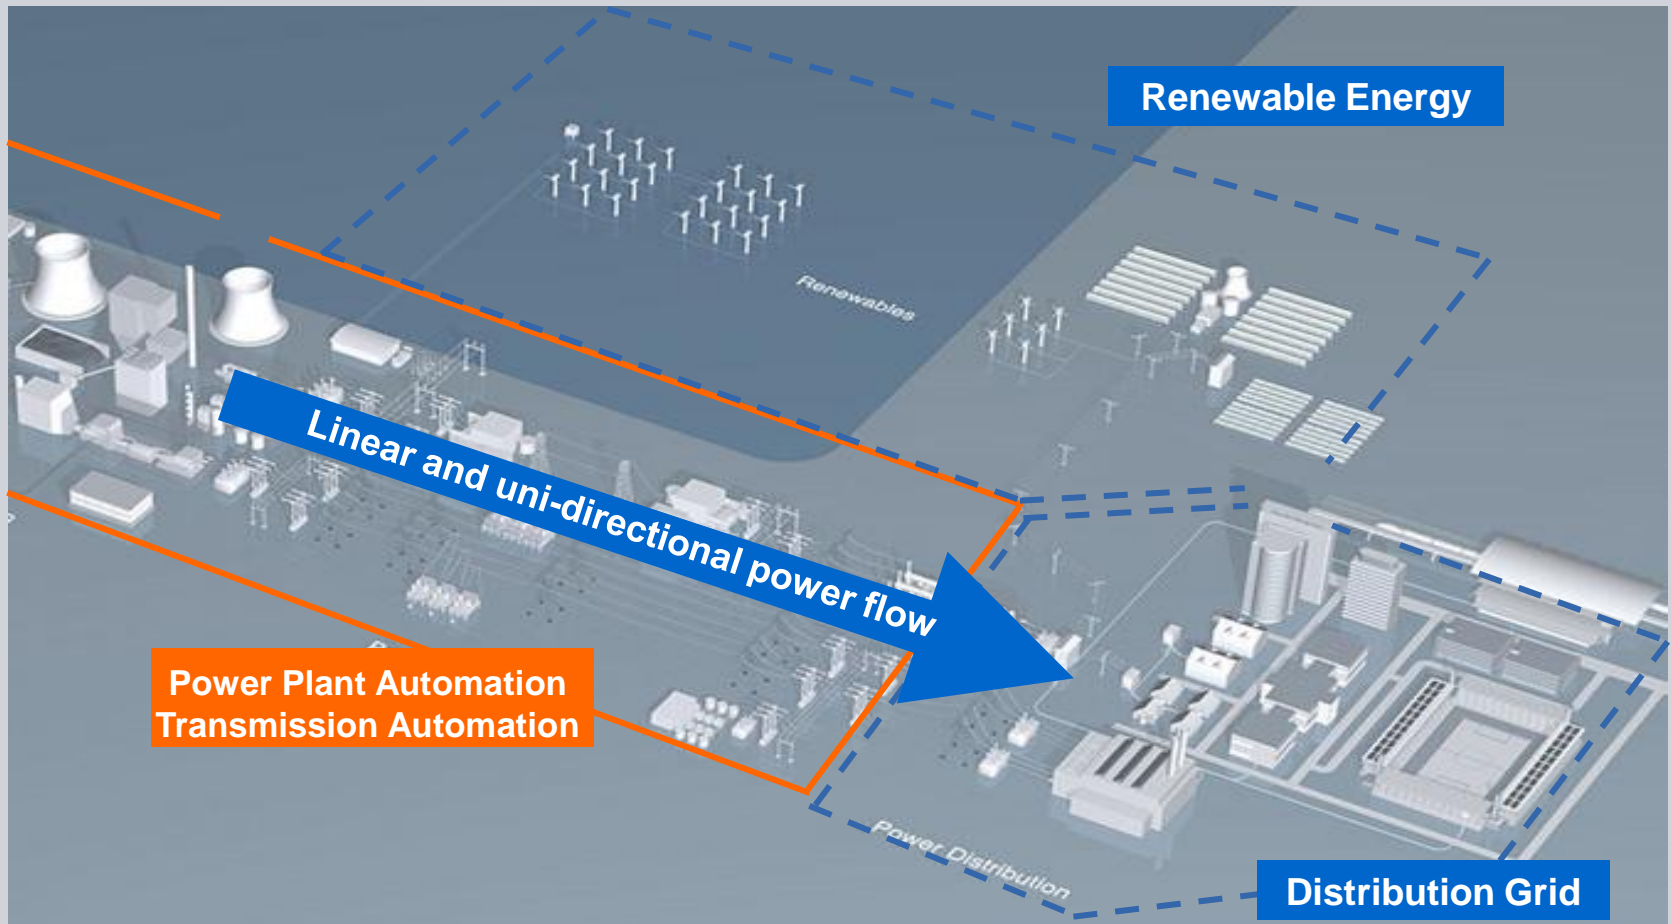 Renewable Energy
Renewables
Linear and uni-directional power flow
Power Plant Automation
Transmission Automation
Power Distribution
Distribution Grid